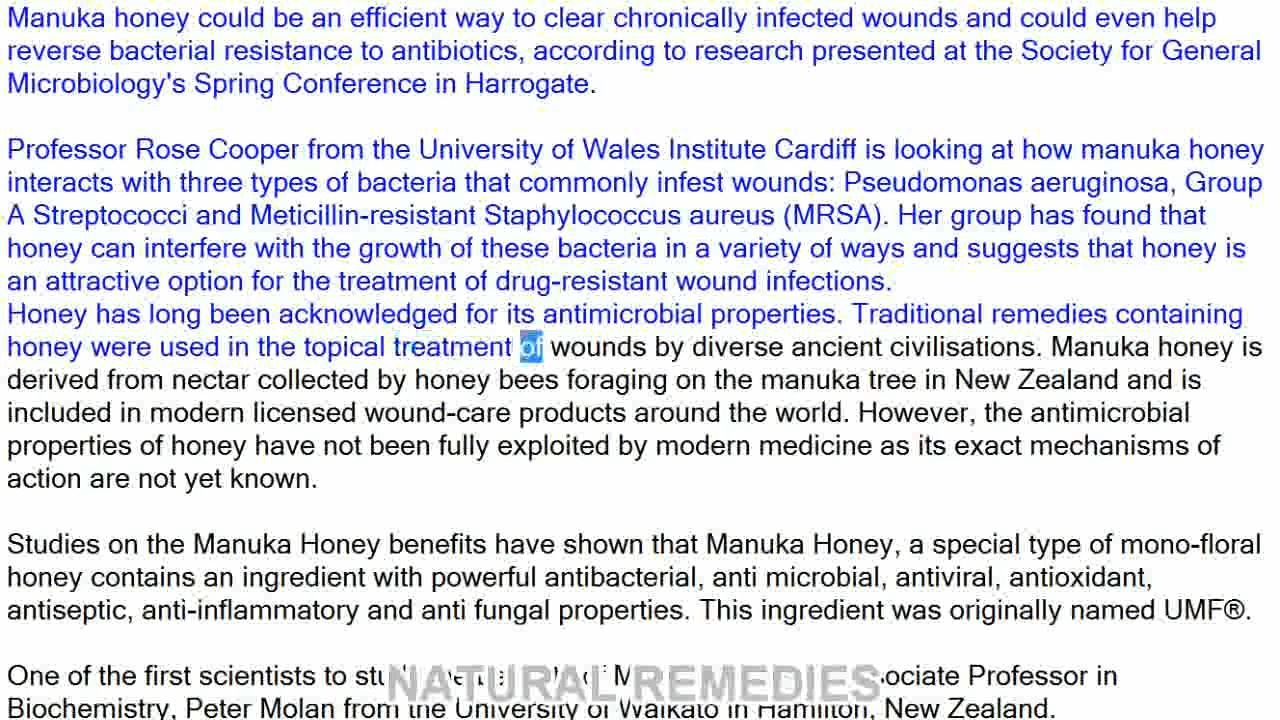 Manuka honey could be an efficient way to clear chronically infected wounds and could even help
reverse bacterial resistance to antibiotics, according to research presented at the Society for General
Microbiology's Spring Conference in Harrogate.
Professor Rose Cooper from the University of Wales Institute Cardiff is looking at how manuka honey
interacts with three types of bacteria that commonly infest wounds: Pseudomonas aeruginosa, Group
A Streptococci and Meticillin-resistant Staphylococcus aureus (MRSA). Her group has found that
honey can interfere with the growth of these bacteria in a variety of ways and suggests that honey is
an attractive option for the treatment of drug-resistant wound infections.
Honey has long been acknowledged for its antimicrobial properties. Traditional remedies containing
honey were used in the topical treatment of wounds by diverse ancient civilisations. Manuka honey is
derived from nectar collected by honey bees foraging on the manuka tree in New Zealand and is
included in modern licensed wound-care products around the world. However, the antimicrobial
properties of honey have not been fully exploited by modern medicine as its exact mechanisms of
action are not yet known.
Studies on the Manuka Honey benefits have shown that Manuka Honey, a special type of mono-floral
honey contains an ingredient with powerful antibacterial, anti microbial, antiviral, antioxidant,
antiseptic, anti-inflammatory and anti fungal properties. This ingredient was originally named UMF®.
One of the first scientists to Professor in
NATURAL REMEDIES
Biochemistry, Peter Molan from the University of Waikato in Hamilton, New Zealand.